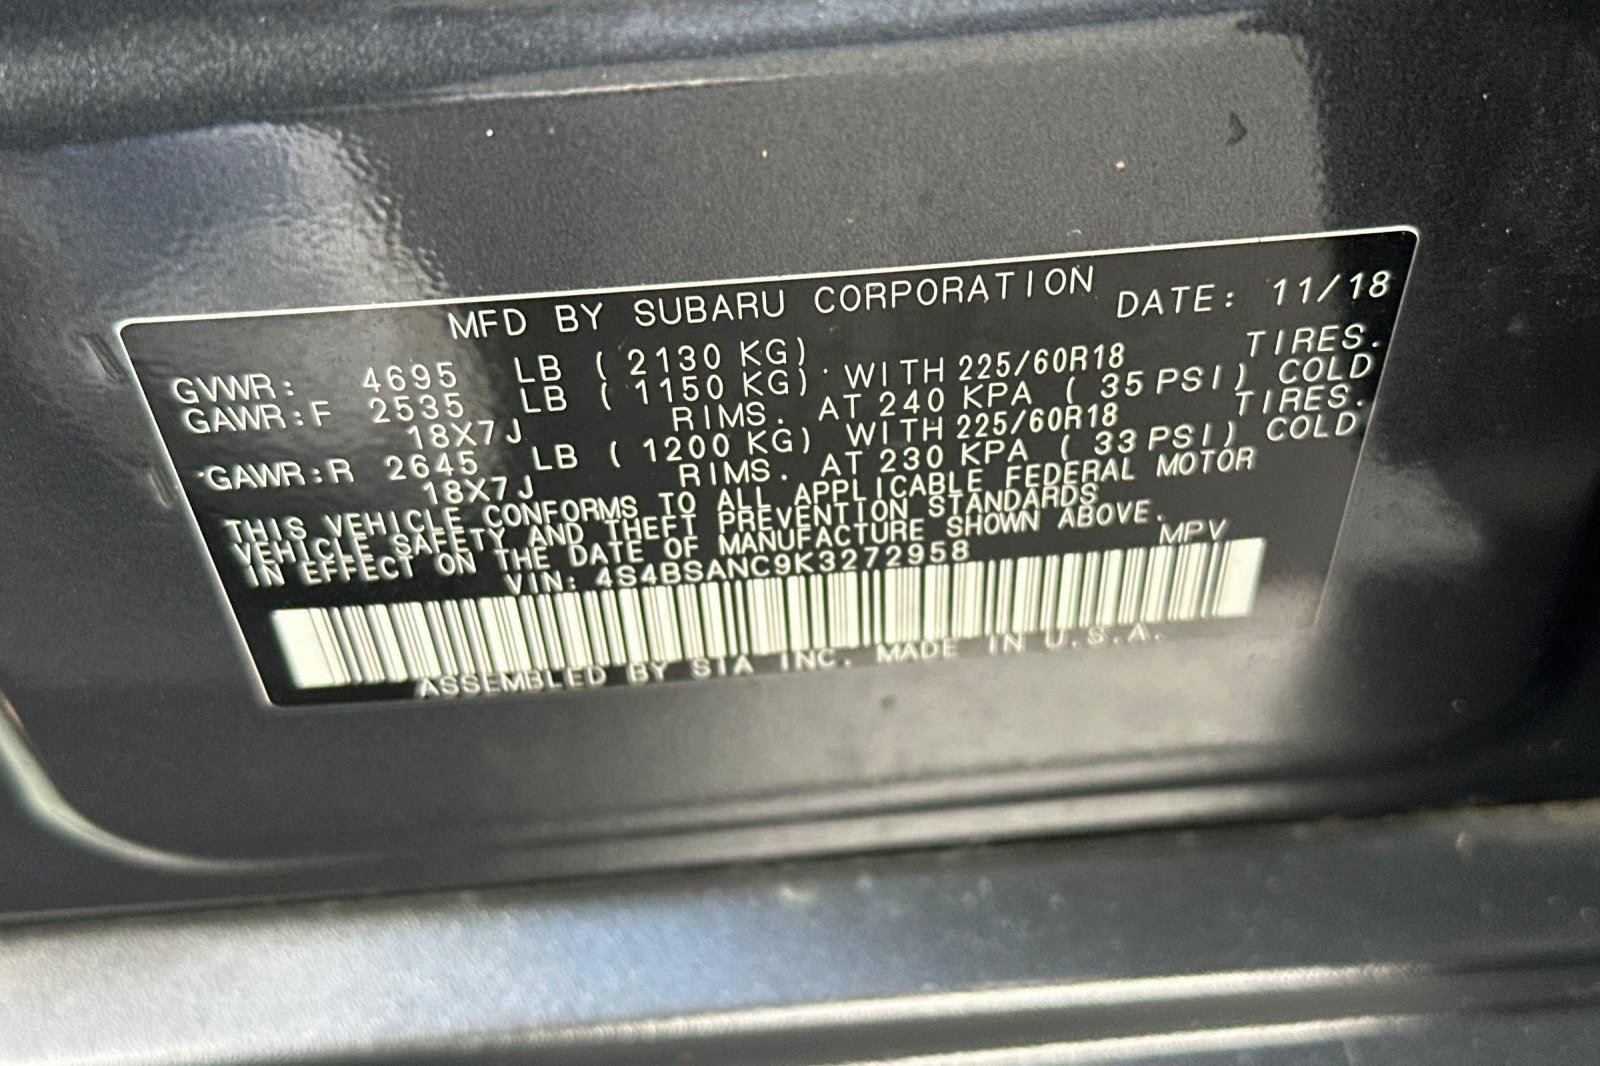 MFD BY SUBARU CORPORATION DATE: 11/18
GVWR: 4695 LB ( 2130 KG)
GAWR:F 2535 LB ( 1150 KG) WITH 225/60R18 TIRES.
18X7J RIMS. AT 240 KPA ( 35 PSI) COLD
GAWR:R 2645 LB ( 1200 KG) WITH 225/60R18 TIRES.
18X7J RIMS. AT 230 KPA ( 33 PSI) COLD
THIS VEHICLE CONFORMS TO ALL APPLICABLE FEDERAL MOTOR
VEHICLE SAFETY AND THEFT PREVENTION STANDARDS
IN EFFECT ON THE DATE OF MANUFACTURE SHOWN ABOVE.
VIN: 4S4BSANC9K3272958 MPV
ASSEMBLED BY SIA INC. MADE IN U.S.A.